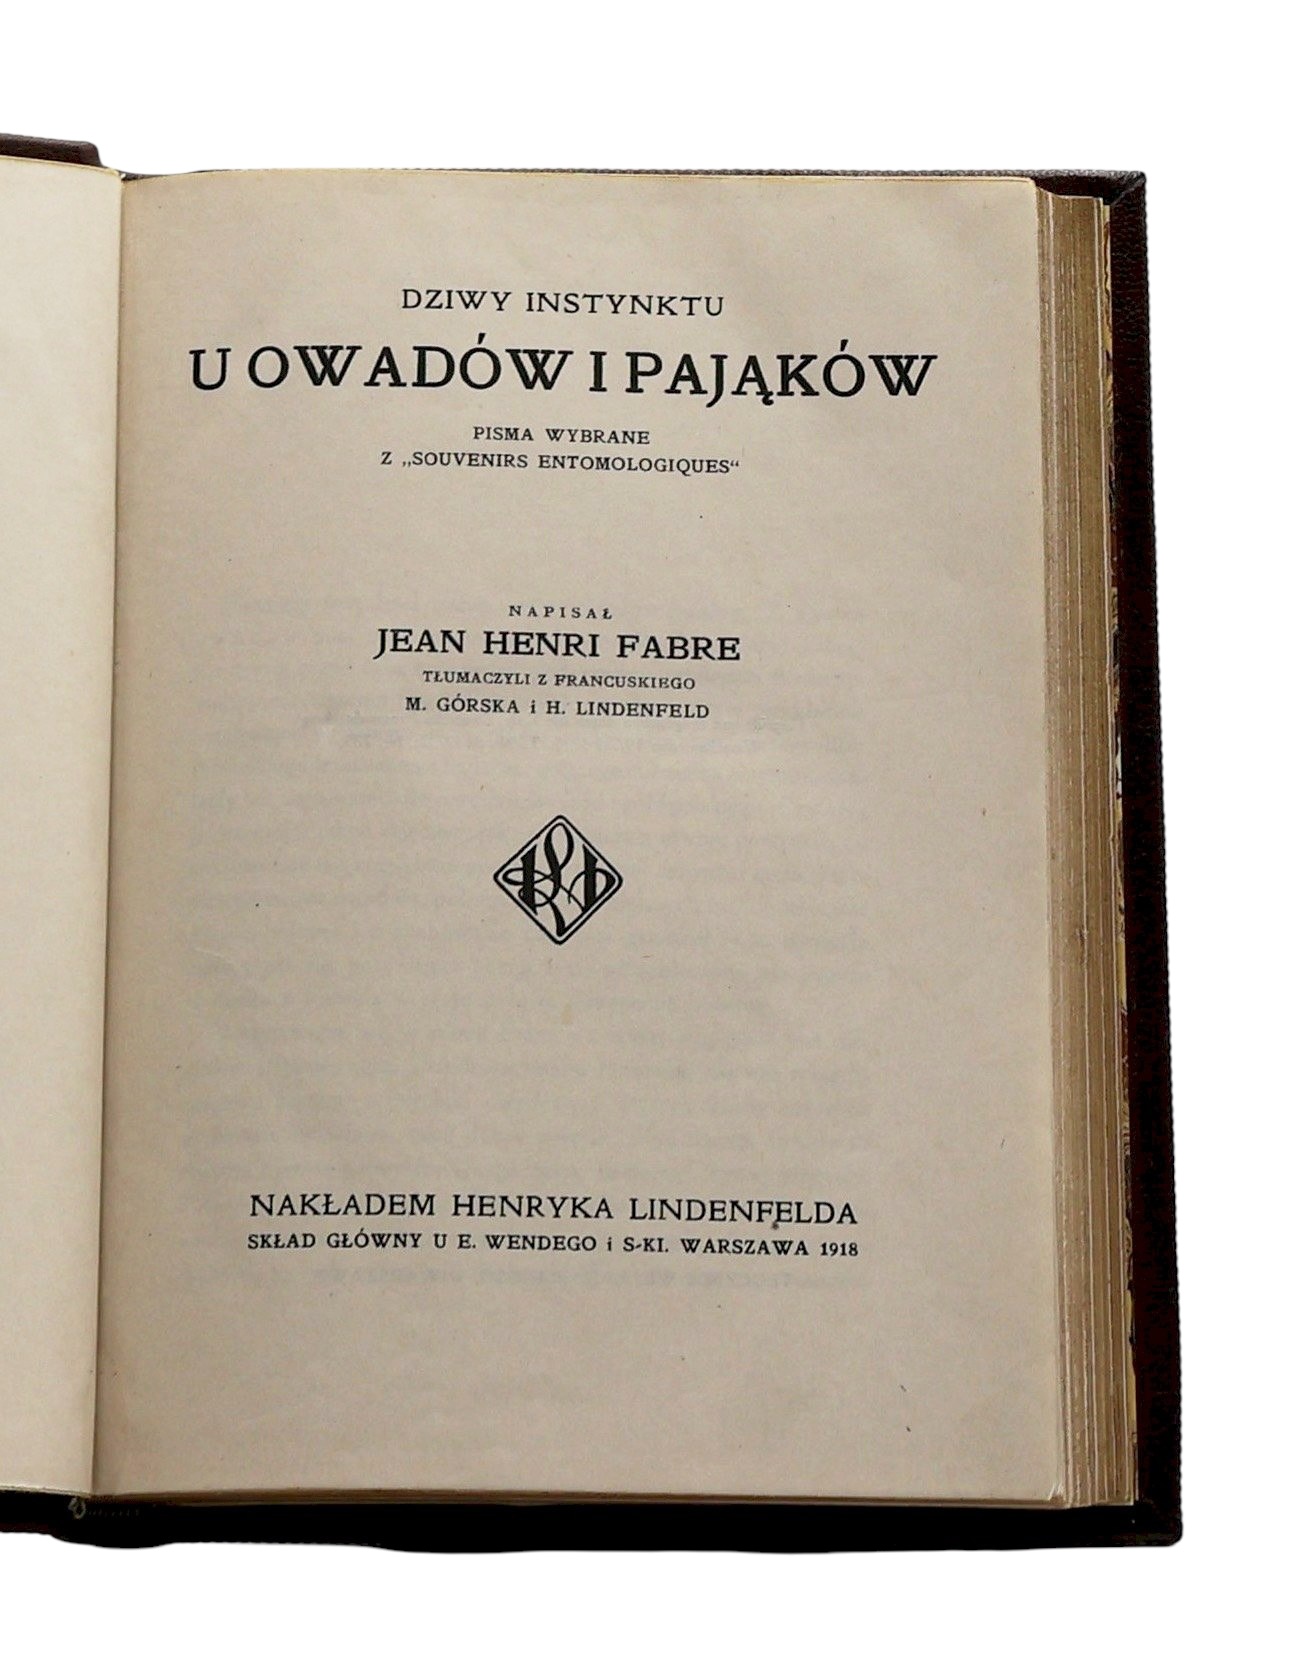 DZIWY INSTYNKTU
U OWADÓW I PAJĄKÓW
PISMA WYBRANE
Z „SOUVENIRS ENTOMOLOGIQUES“
NAPISAŁ
JEAN HENRI FABRE
TŁUMACZYLI Z FRANCUSKIEGO
M. GÓRSKA i H. LINDENFELD
NAKŁADEM HENRYKA LINDENFELDA
SKŁAD GŁÓWNY U E. WENDEGO i S-KI. WARSZAWA 1918